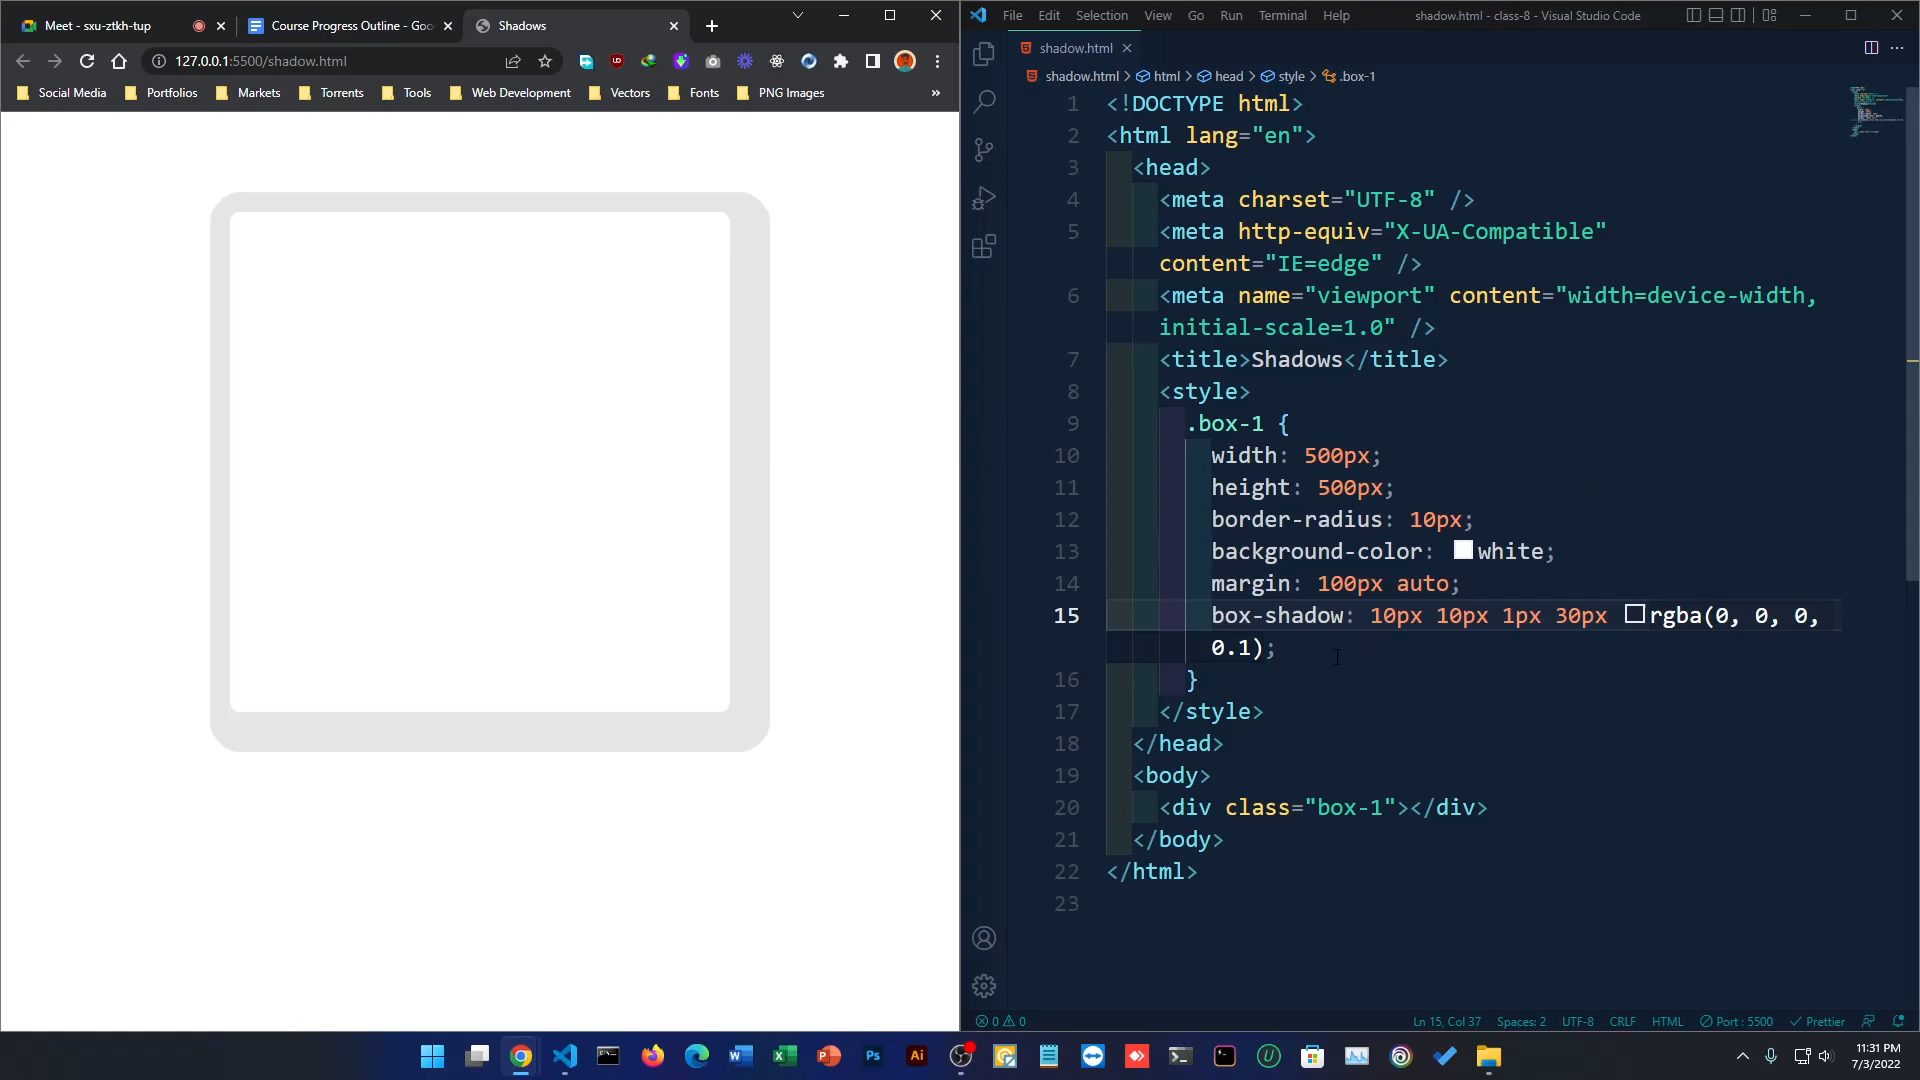 Meet - sxu-ztkh-tup
Course Progress Outline - Goo
Shadows
127.0.0.1:5500/shadow.html
Social Media
Portfolios
Markets
Torrents
Tools
Web Development
Vectors
Fonts
PNG Images
»
File Edit Selection View Go Run Terminal Help
shadow.html - class-8 - Visual Studio Code
shadow.html
shadow.html > html > head > style > .box-1
1 <!DOCTYPE html>
2 <html lang="en">
3 <head>
4 <meta charset="UTF-8" />
5 <meta http-equiv="X-UA-Compatible"
content="IE=edge" />
6 <meta name="viewport" content="width=device-width,
initial-scale=1.0" />
7 <title>Shadows</title>
8 <style>
9 .box-1 {
10 width: 500px;
11 height: 500px;
12 border-radius: 10px;
13 background-color: white;
14 margin: 100px auto;
15 box-shadow: 10px 10px 1px 30px rgba(0, 0, 0,
0.1);
16 }
17 </style>
18 </head>
19 <body>
20 <div class="box-1"></div>
21 </body>
22 </html>
23
0 0
Ln 15, Col 37
Spaces: 2
UTF-8
CRLF
HTML
Port : 5500
Prettier
11:31 PM
7/3/2022